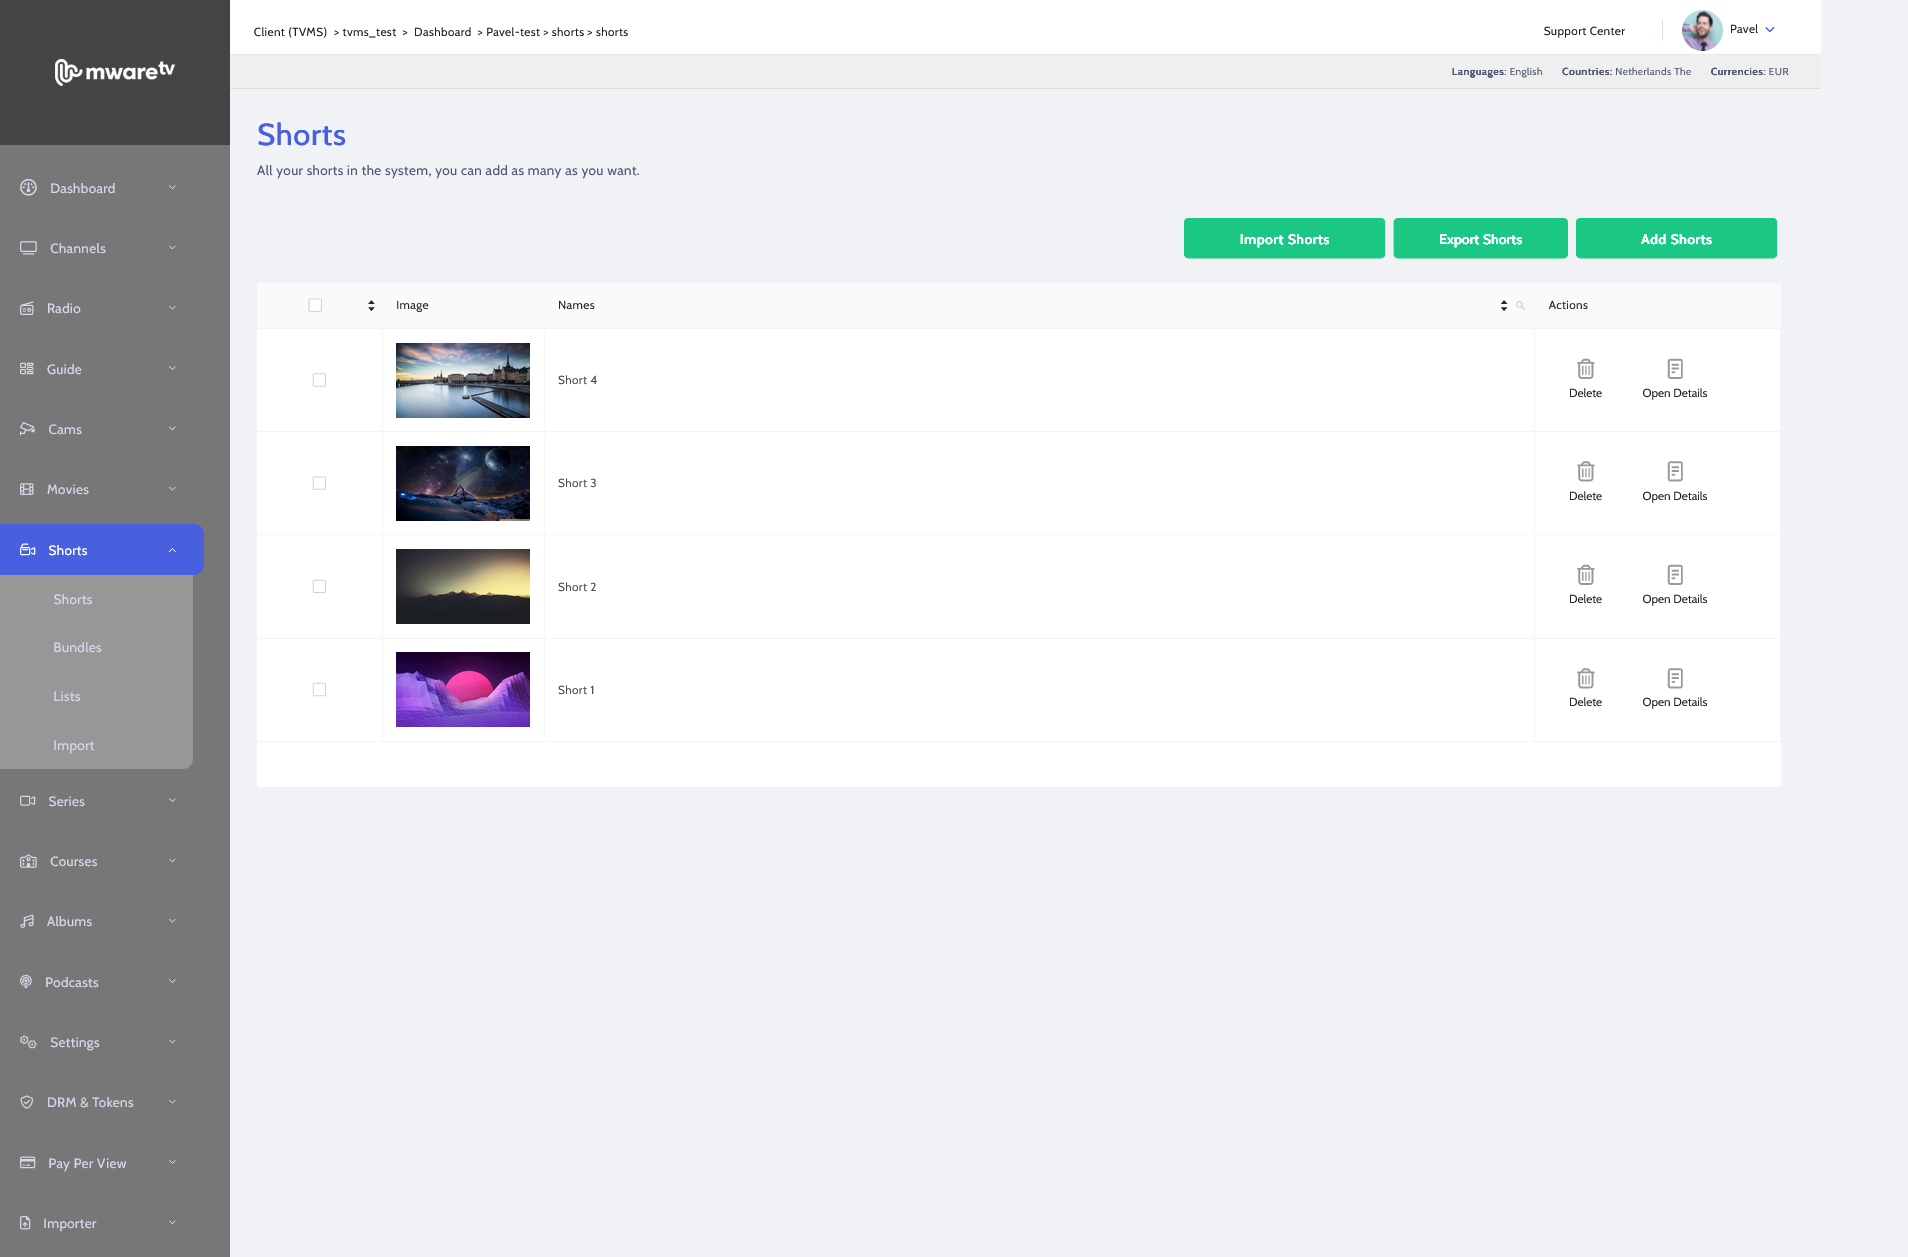 mwaretv
Client (TVMS) > tvms_test > Dashboard > Pavel-test > shorts > shorts
Support Center
Pavel
Languages: English
Countries: Netherlands The
Currencies: EUR
Dashboard
Channels
Radio
Guide
Cams
Movies
Shorts
Shorts
Bundles
Lists
Import
Series
Courses
Albums
Podcasts
Settings
DRM & Tokens
Pay Per View
Importer
Shorts
All your shorts in the system, you can add as many as you want.
Import Shorts
Export Shorts
Add Shorts
Image
Names
Actions
Short 4
Delete
Open Details
Short 3
Delete
Open Details
Short 2
Delete
Open Details
Short 1
Delete
Open Details